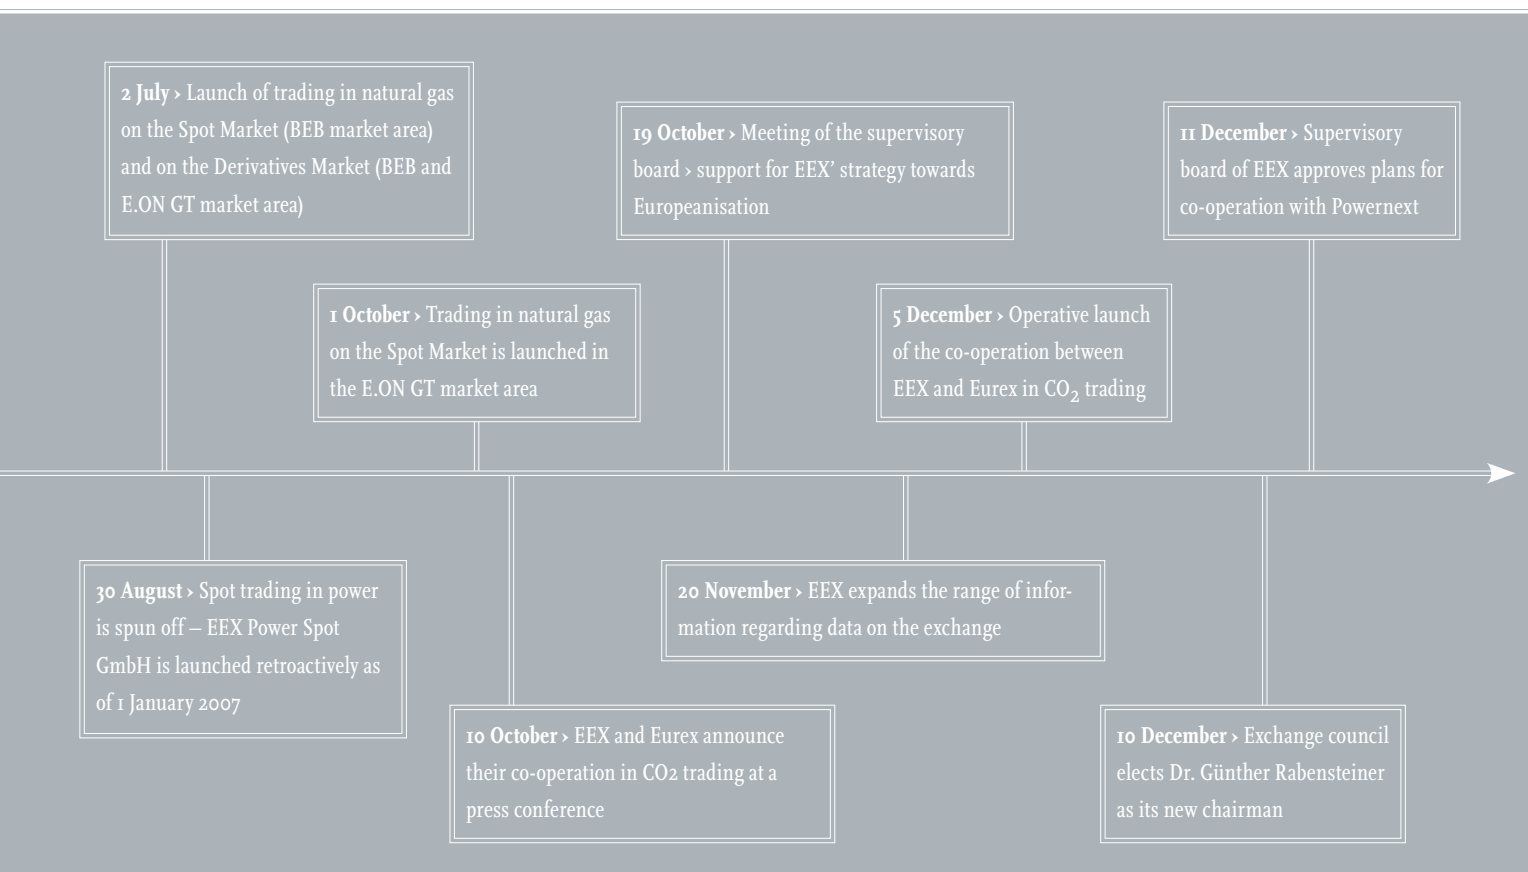 2 July › Launch of trading in natural gas
on the Spot Market (BEB market area)
and on the Derivatives Market (BEB and
E.ON GT market area)
19 October › Meeting of the supervisory
board › support for EEX’ strategy towards
Europeanisation
11 December › Supervisory
board of EEX approves plans for
co-operation with Powernext
1 October › Trading in natural gas
on the Spot Market is launched in
the E.ON GT market area
5 December › Operative launch
of the co-operation between
EEX and Eurex in CO₂ trading
30 August › Spot trading in power
is spun off – EEX Power Spot
GmbH is launched retroactively as
of 1 January 2007
20 November › EEX expands the range of infor-
mation regarding data on the exchange
10 October › EEX and Eurex announce
their co-operation in CO2 trading at a
press conference
10 December › Exchange council
elects Dr. Günther Rabensteiner
as its new chairman